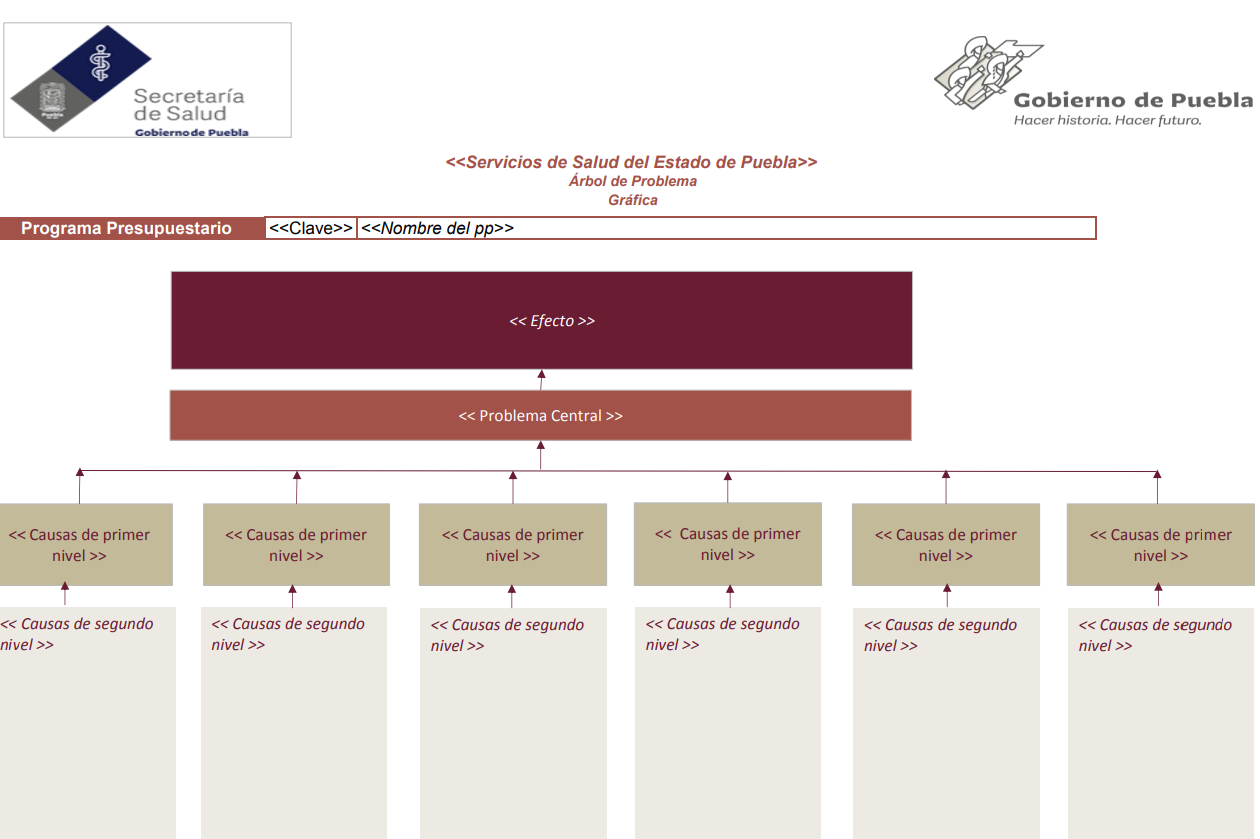 Secretaría
de Salud
Gobierno de Puebla
Puebla
Gobierno de Puebla
Hacer historia. Hacer futuro.
<<Servicios de Salud del Estado de Puebla>>
Árbol de Problema
Gráfica
Programa Presupuestario <<Clave>> <<Nombre del pp>>
<< Efecto >>
<< Problema Central >>
<< Causas de primer
nivel >>
<< Causas de primer
nivel >>
<< Causas de primer
nivel >>
<< Causas de primer
nivel >>
<< Causas de primer
nivel >>
<< Causas de primer
nivel >>
<< Causas de segundo
nivel >>
<< Causas de segundo
nivel >>
<< Causas de segundo
nivel >>
<< Causas de segundo
nivel >>
<< Causas de segundo
nivel >>
<< Causas de segundo
nivel >>